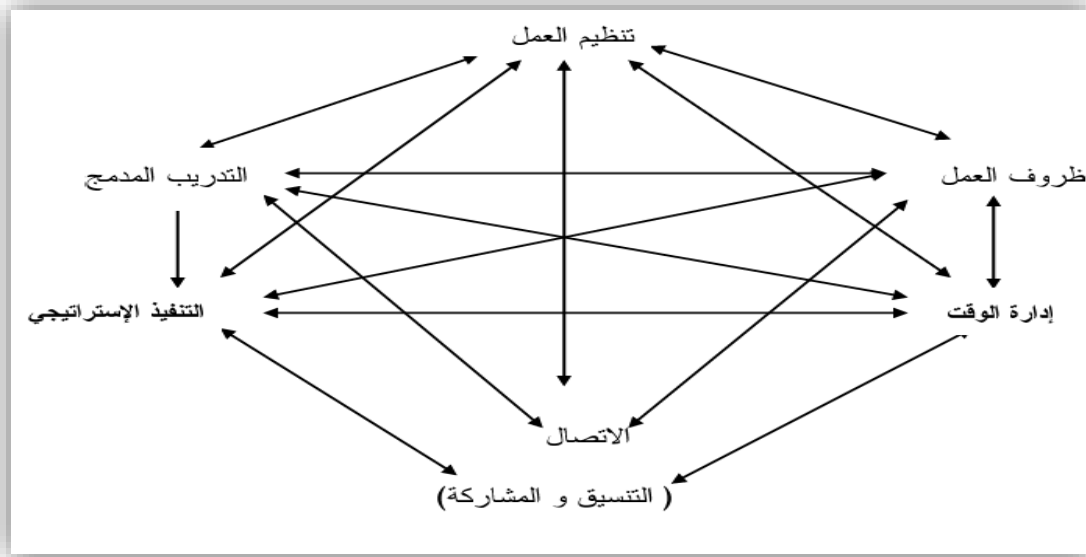 تنظيم العمل
ظروف العمل
التدريب المدمج
إدارة الوقت
التنفيذ الإستراتيجي
الاتصال
( التنسيق و المشاركة)